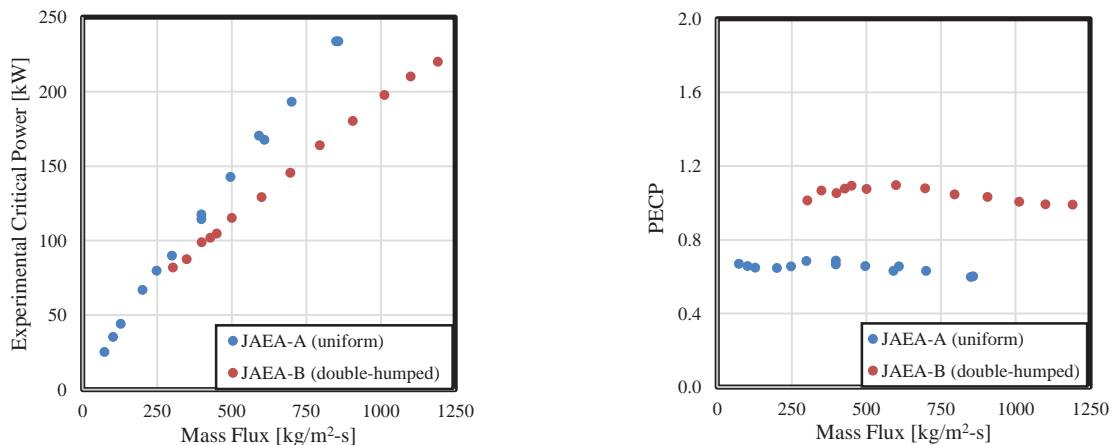 Experimental Critical Power [kW]
250
200
150
100
50
0
JAEA-A (uniform)
JAEA-B (double-humped)
0 250 500 750 1000 1250
Mass Flux [kg/m²-s]
PECP
2.0
1.6
1.2
0.8
0.4
0.0
JAEA-A (uniform)
JAEA-B (double-humped)
0 250 500 750 1000 1250
Mass Flux [kg/m²-s]